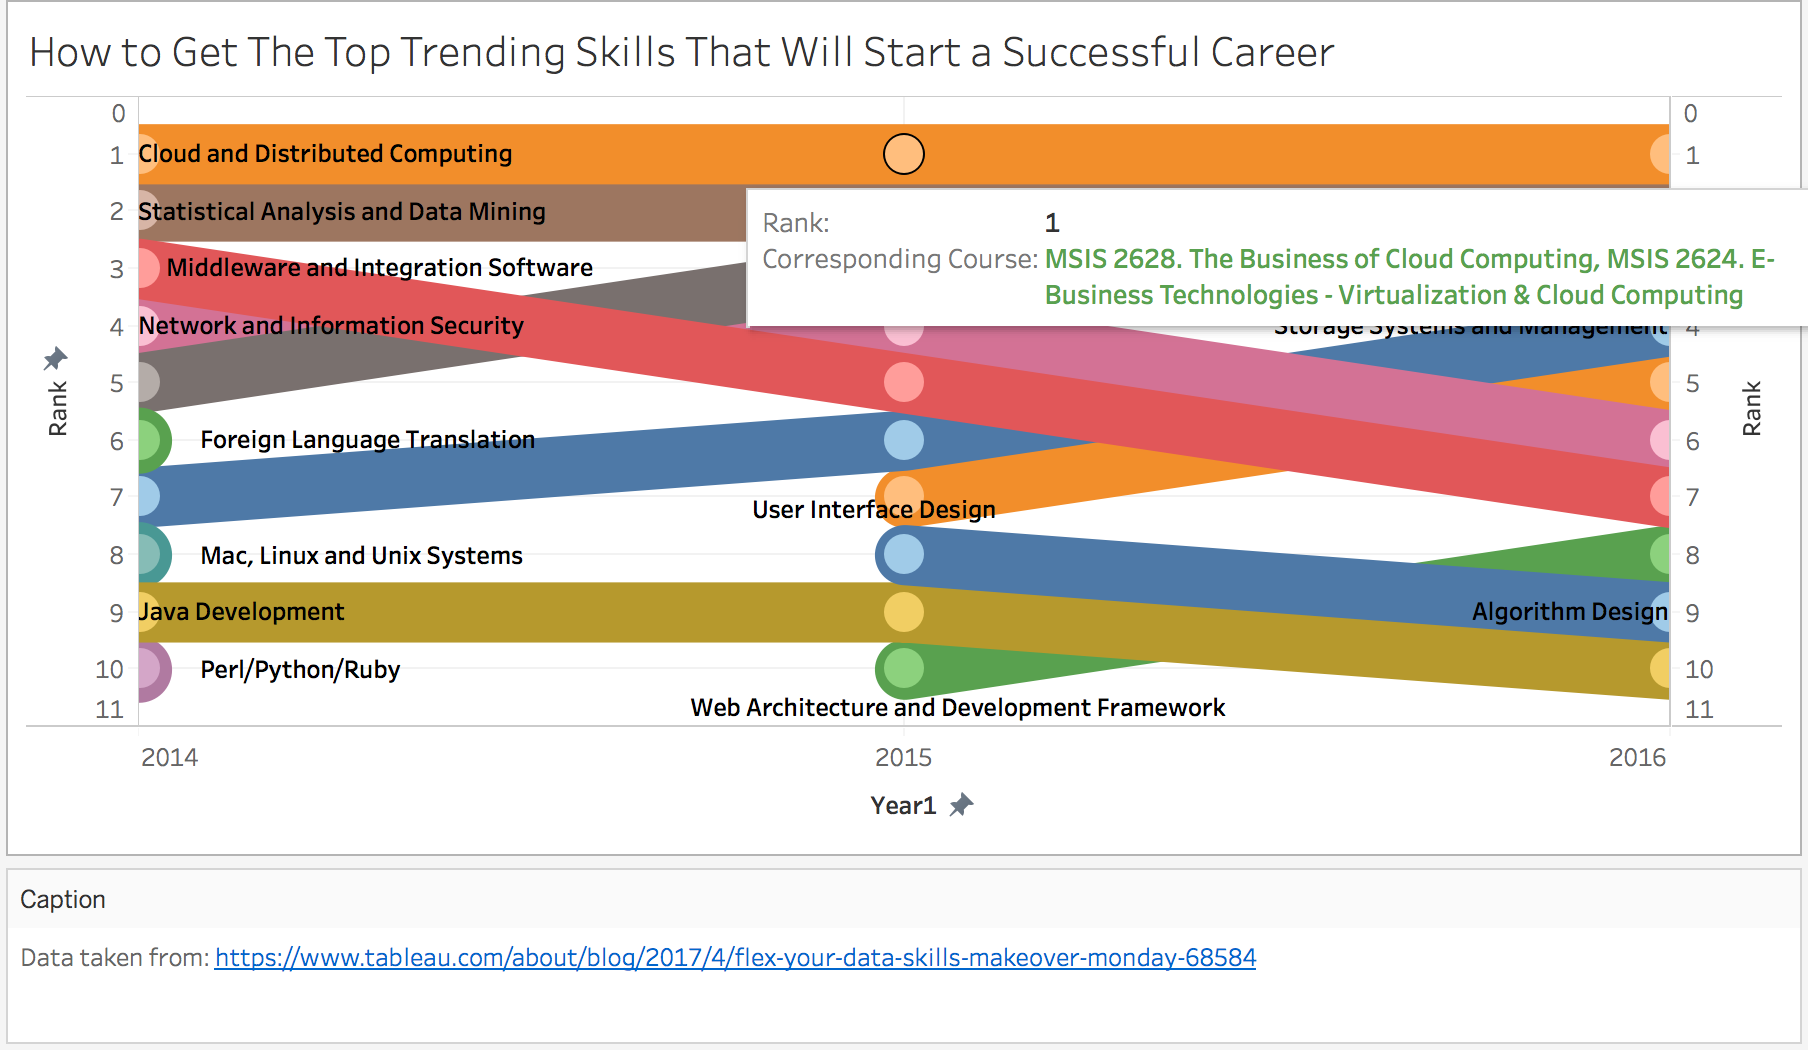 How to Get The Top Trending Skills That Will Start a Successful Career
0
0
1
Cloud and Distributed Computing
1
2
Statistical Analysis and Data Mining
Rank:
1
Corresponding Course:
MSIS 2628. The Business of Cloud Computing, MSIS 2624. E-
Business Technologies - Virtualization & Cloud Computing
3
Middleware and Integration Software
4
Network and Information Security
Storage Systems and Management
4
5
5
Rank
Rank
6
Foreign Language Translation
6
7
7
User Interface Design
8
Mac, Linux and Unix Systems
8
9
Java Development
Algorithm Design
9
10
Perl/Python/Ruby
10
11
Web Architecture and Development Framework
11
2014
2015
2016
Year1
Caption
Data taken from: https://www.tableau.com/about/blog/2017/4/flex-your-data-skills-makeover-monday-68584